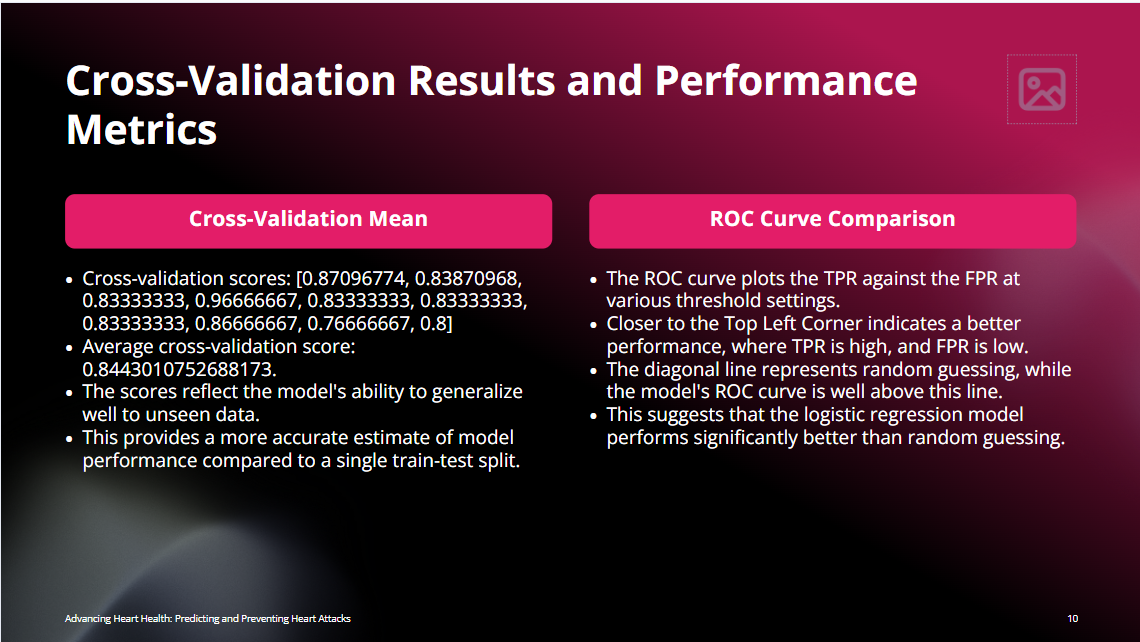 Cross-Validation Results and Performance
Metrics
Cross-Validation Mean
• Cross-validation scores: [0.87096774, 0.83870968,
0.83333333, 0.96666667, 0.83333333, 0.83333333,
0.83333333, 0.86666667, 0.76666667, 0.8]
• Average cross-validation score:
0.8443010752688173.
• The scores reflect the model's ability to generalize
well to unseen data.
• This provides a more accurate estimate of model
performance compared to a single train-test split.
ROC Curve Comparison
• The ROC curve plots the TPR against the FPR at
various threshold settings.
• Closer to the Top Left Corner indicates a better
performance, where TPR is high, and FPR is low.
• The diagonal line represents random guessing, while
the model's ROC curve is well above this line.
• This suggests that the logistic regression model
performs significantly better than random guessing.
Advancing Heart Health: Predicting and Preventing Heart Attacks
10